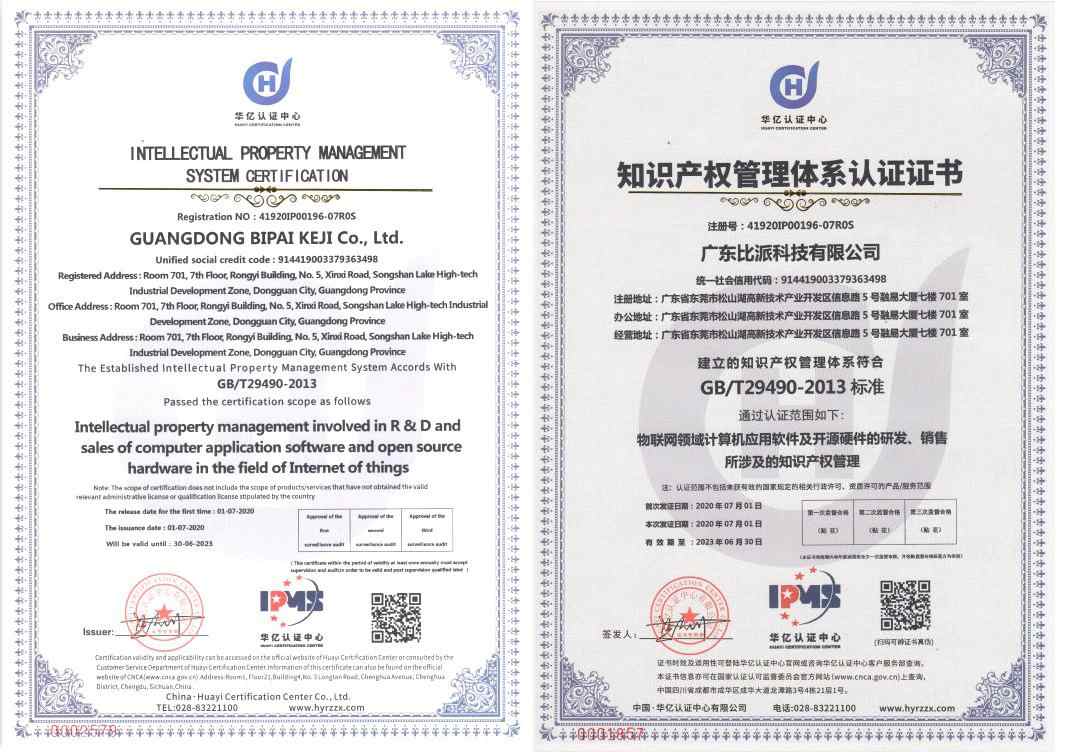 华亿认证中心
HUAYI CERTIFICATION CENTER
INTELLECTUAL PROPERTY MANAGEMENT
SYSTEM CERTIFICATION
Registration NO : 41920IP00196-07R0S
GUANGDONG BIPAI KEJI Co., Ltd.
Unified social credit code : 914419003379363498
Registered Address : Room 701, 7th Floor, Rongyi Building, No. 5, Xinxi Road, Songshan Lake High-tech
Industrial Development Zone, Dongguan City, Guangdong Province
Office Address : Room 701, 7th Floor, Rongyi Building, No. 5, Xinxi Road, Songshan Lake High-tech Industrial
Development Zone, Dongguan City, Guangdong Province
Business Address : Room 701, 7th Floor, Rongyi Building, No. 5, Xinxi Road, Songshan Lake High-tech
Industrial Development Zone, Dongguan City, Guangdong Province
The Established Intellectual Property Management System Accords With
GB/T29490-2013
Passed the certification scope as follows
Intellectual property management involved in R & D and
sales of computer application software and open source
hardware in the field of Internet of things
Note: The scope of certification does not include the scope of products/services that have not obtained the valid
relevant administrative license or qualification license stipulated by the country
The release date for the first time : 01-07-2020
The issuance date : 01-07-2020
Will be valid until : 30-06-2023
Approval of the first surveillance audit
Approval of the second surveillance audit
Approval of the third surveillance audit
( This certificate within the period of validity at least once annually must accept
supervision and audit,in order to be valid and post supervision qualified label )
Issuer:
IPMS
华亿认证中心
HUAYI CERTIFICATION CENTER
Certification validity and applicability can be accessed on the official website of Huayi Certification Center or consulted by the
Customer Service Department of Huayi Certification Center Information of this certificate can also be found on the official
website of CNCA(www.cnca.gov.cn) Address:Room1, Floor21,Building4,No. 3 Longtan Road, Chenghua Avenue, Chenghua
District, Chengdu, Sichuan,China
China·Huayi Certification Center Co., Ltd.
TEL:028-83221100 www.hyrzzx.com
0002578
华亿认证中心
HUAYI CERTIFICATION CENTER
知识产权管理体系认证证书
注册号：41920IP00196-07R0S
广东比派科技有限公司
统一社会信用代码：914419003379363498
注册地址：广东省东莞市松山湖高新技术产业开发区信息路 5 号融易大厦七楼 701 室
办公地址：广东省东莞市松山湖高新技术产业开发区信息路 5 号融易大厦七楼 701 室
经营地址：广东省东莞市松山湖高新技术产业开发区信息路 5 号融易大厦七楼 701 室
建立的知识产权管理体系符合
GB/T29490-2013 标准
通过认证范围如下：
物联网领域计算机应用软件及开源硬件的研发、销售
所涉及的知识产权管理
注：认证范围不包括未获有效的国家规定的相关行政许可、资质许可的产品/服务范围
首次发证日期：2020 年 07 月 01 日
本次发证日期：2020 年 07 月 01 日
有 效 期 至：2023 年 06 月 30 日
第一次监督合格 （贴 花）
第二次监督合格 （贴 花）
第三次监督合格 （贴 花）
签发人：
IPMS
华亿认证中心
HUAYI CERTIFICATION CENTER
（扫码可辨证书真伪）
证书时效及适用性可登陆华亿认证中心官网或咨询华亿认证中心客户服务部查询。
本证书信息亦可在国家认证认可监督委员会官方网站(www.cnca.gov.cn)上查询。
中国四川省成都市成华区成华大道龙潭路3号4栋21层1号。
中国·华亿认证中心有限公司 电话:028-83221100 www.hyrzzx.com
0001857